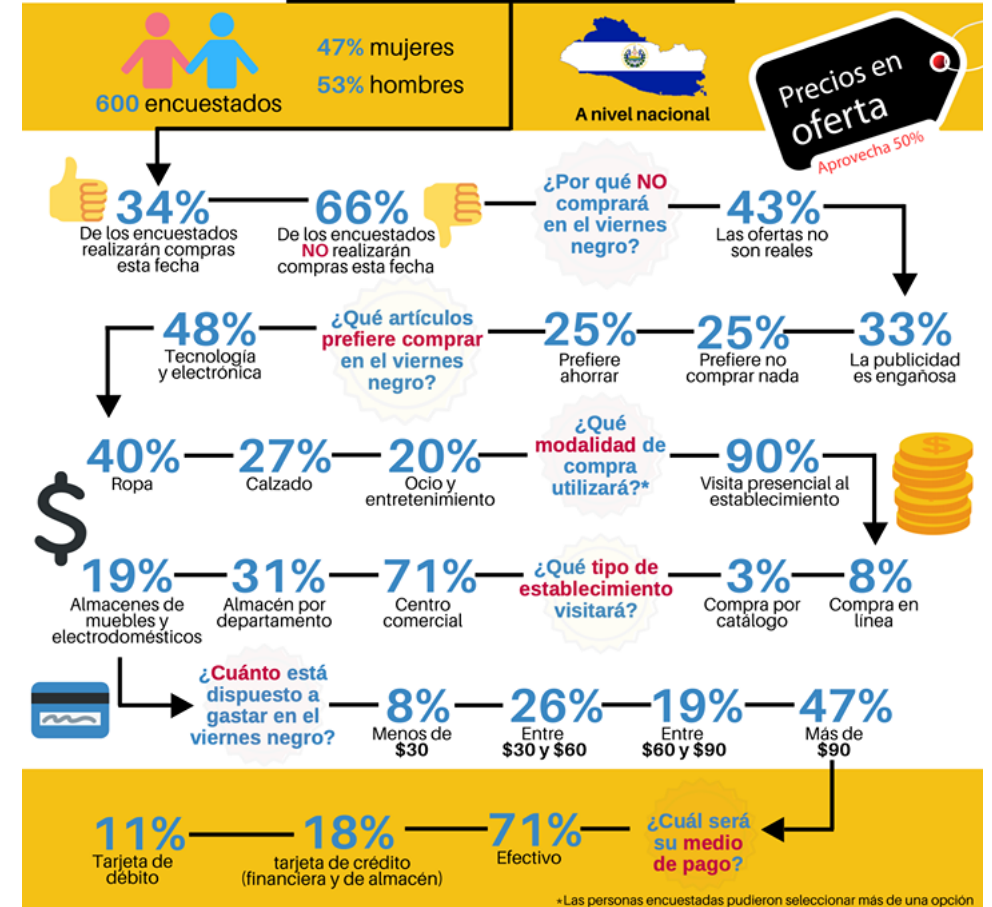 47% mujeres
53% hombres
600 encuestados
A nivel nacional
Precios en
oferta
Aprovecha 50%
34%
De los encuestados
realizarán compras
esta fecha
66%
De los encuestados
NO realizarán
compras esta fecha
¿Por qué NO
comprará
en el viernes
negro?
43%
Las ofertas no
son reales
33%
La publicidad
es engañosa
25%
Prefiere no
comprar nada
25%
Prefiere
ahorrar
¿Qué artículos
prefiere comprar
en el viernes
negro?
48%
Tecnología
y electrónica
40%
Ropa
27%
Calzado
20%
Ocio y
entretenimiento
¿Qué
modalidad de
compra
utilizará?*
90%
Visita presencial al
establecimiento
8%
Compra en
línea
3%
Compra por
catálogo
¿Qué tipo de
establecimiento
visitará?
71%
Centro
comercial
31%
Almacén por
departamento
19%
Almacenes de
muebles y
electrodomésticos
¿Cuánto está
dispuesto a
gastar en el
viernes negro?
8%
Menos de
$30
26%
Entre
$30 y $60
19%
Entre
$60 y $90
47%
Más de
$90
¿Cuál será
su medio
de pago?
71%
Efectivo
18%
tarjeta de crédito
(financiera y de almacén)
11%
Tarjeta de
débito
*Las personas encuestadas pudieron seleccionar más de una opción